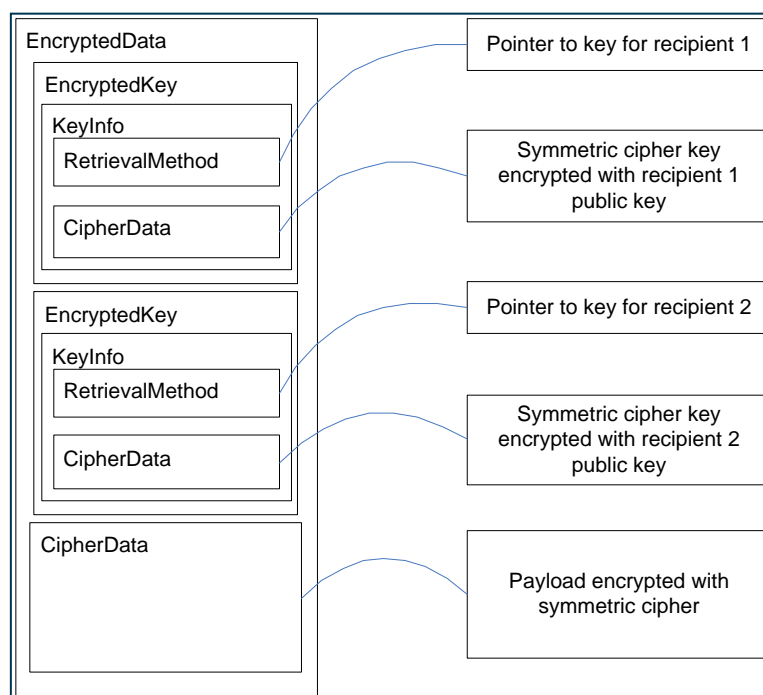 EncryptedData
EncryptedKey
KeyInfo
RetrievalMethod
CipherData
EncryptedKey
KeyInfo
RetrievalMethod
CipherData
CipherData
Pointer to key for recipient 1
Symmetric cipher key
encrypted with recipient 1
public key
Pointer to key for recipient 2
Symmetric cipher key
encrypted with recipient 2
public key
Payload encrypted with
symmetric cipher